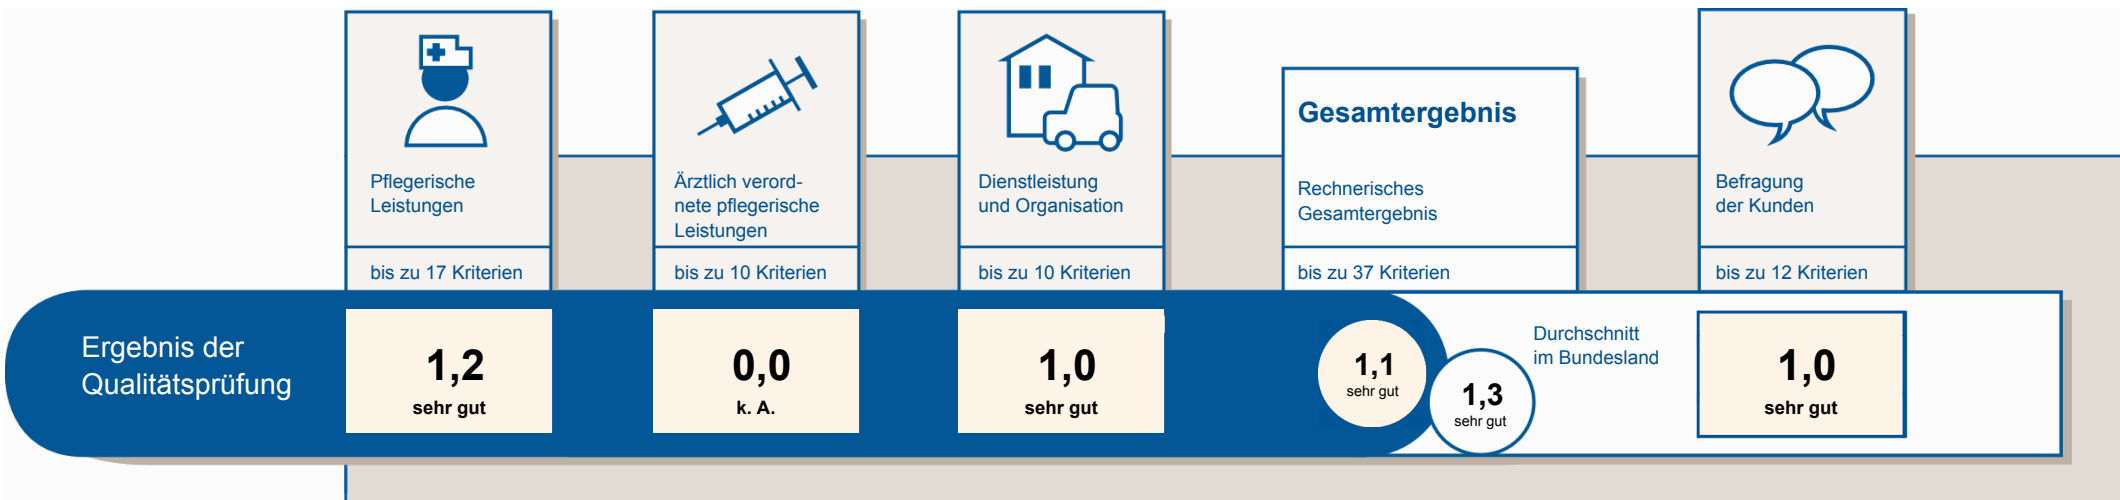 Pflegerische
Leistungen
bis zu 17 Kriterien
Ärztlich verord-
nete pflegerische
Leistungen
bis zu 10 Kriterien
Dienstleistung
und Organisation
bis zu 10 Kriterien
Gesamtergebnis
Rechnerisches
Gesamtergebnis
bis zu 37 Kriterien
Befragung
der Kunden
bis zu 12 Kriterien
Ergebnis der
Qualitätsprüfung
1,2
sehr gut
0,0
k. A.
1,0
sehr gut
1,1
sehr gut
1,3
sehr gut
Durchschnitt
im Bundesland
1,0
sehr gut